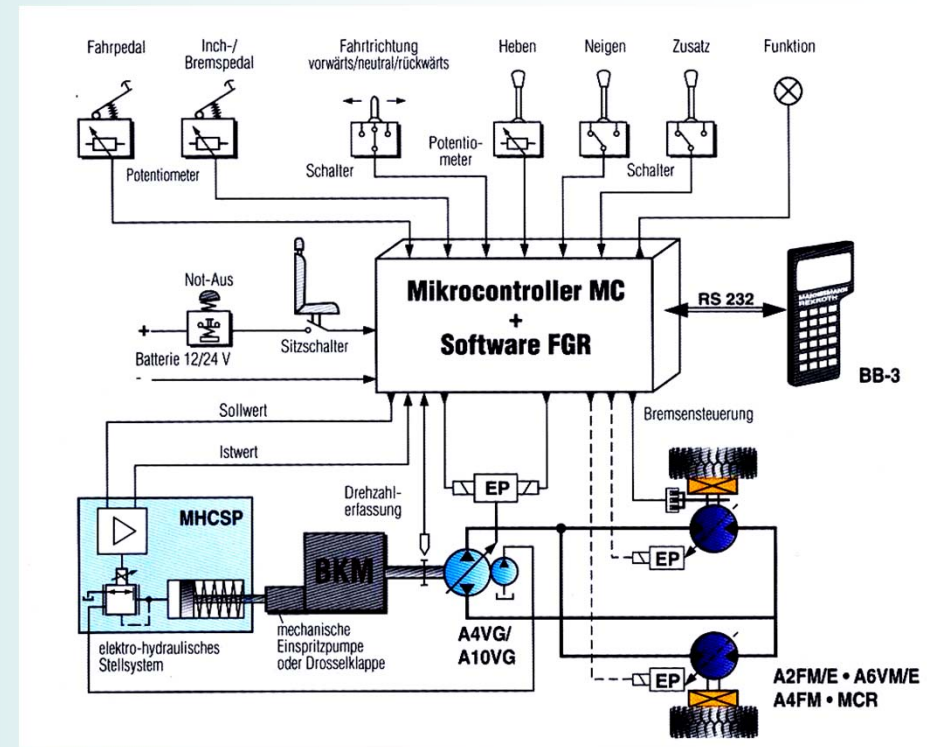 Fahrpedal
Inch-/
Bremspedal
Fahrtrichtung
vorwärts/neutral/rückwärts
Heben
Neigen
Zusatz
Funktion
Potentiometer
Schalter
Potentio-
meter
Schalter
Not-Aus
+
Batterie 12/24 V
-
Sitzschalter
Mikrocontroller MC
+
Software FGR
RS 232
MANNESMANN
REXROTH
BB-3
Sollwert
Istwert
Bremsensteuerung
MHCSP
Drehzahl-
erfassung
EP
BKM
EP
elektro-hydraulisches
Stellsystem
mechanische
Einspritzpumpe
oder Drosselklappe
A4VG/
A10VG
EP
A2FM/E • A6VM/E
A4FM • MCR